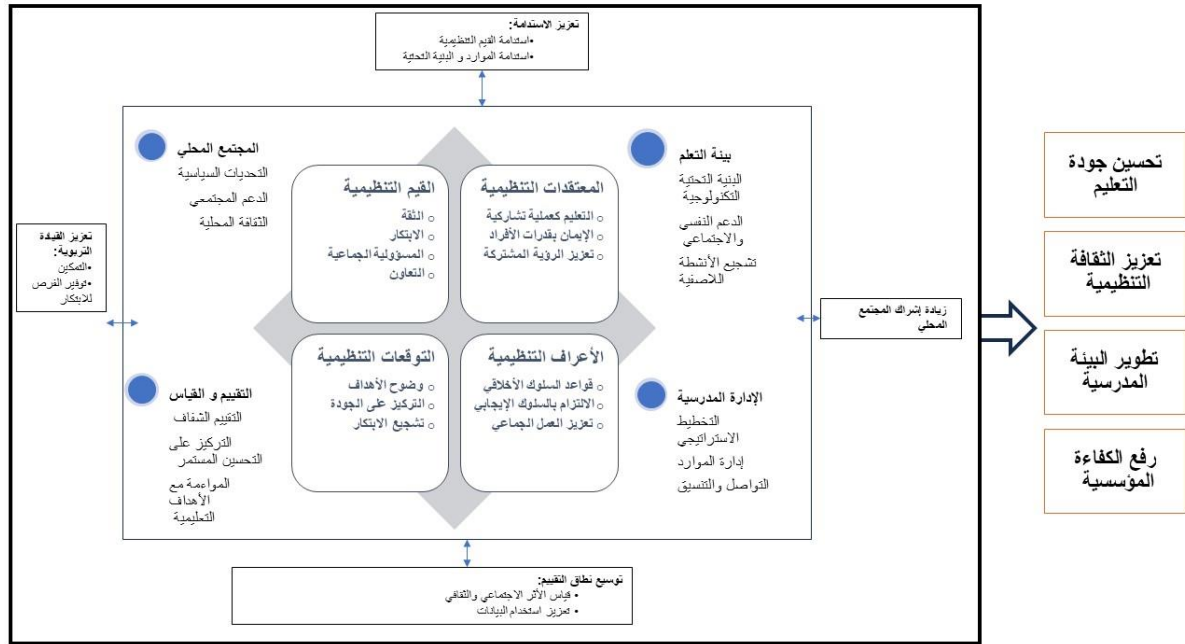 تعزيز الاستدامة:
•استدامة القيم التنظيمية
•استدامة الموارد و البنية التحتية
بيئة التعلم
البنية التحتية
التكنولوجية
الدعم النفسي
والاجتماعي
تشجيع الأنشطة
اللاصفية
المعتقدات التنظيمية
o التعليم كعملية تشاركية
o الإيمان بقدرات الأفراد
o تعزيز الرؤية المشتركة
القيم التنظيمية
o الثقة
o الابتكار
o المسؤولية الجماعية
o التعاون
المجتمع المحلي
التحديات السياسية
الدعم المجتمعي
الثقافة المحلية
زيادة إشراك المجتمع
المحلي
تعزيز القيادة
التربوية:
•التمكين
•توفير الفرص
للابتكار
الإدارة المدرسية
التخطيط
الاستراتيجي
إدارة الموارد
التواصل والتنسيق
الأعراف التنظيمية
o قواعد السلوك الأخلاقي
o الالتزام بالسلوك الإيجابي
o تعزيز العمل الجماعي
التوقعات التنظيمية
o وضوح الأهداف
o التركيز على الجودة
o تشجيع الابتكار
التقييم و القياس
التقييم الشفاف
التركيز على
التحسين المستمر
المواءمة مع
الأهداف
التعليمية
توسيع نطاق التقييم:
• قياس الأثر الاجتماعي والثقافي
• تعزيز استخدام البيانات
تحسين جودة
التعليم
تعزيز الثقافة
التنظيمية
تطوير البيئة
المدرسية
رفع الكفاءة
المؤسسية